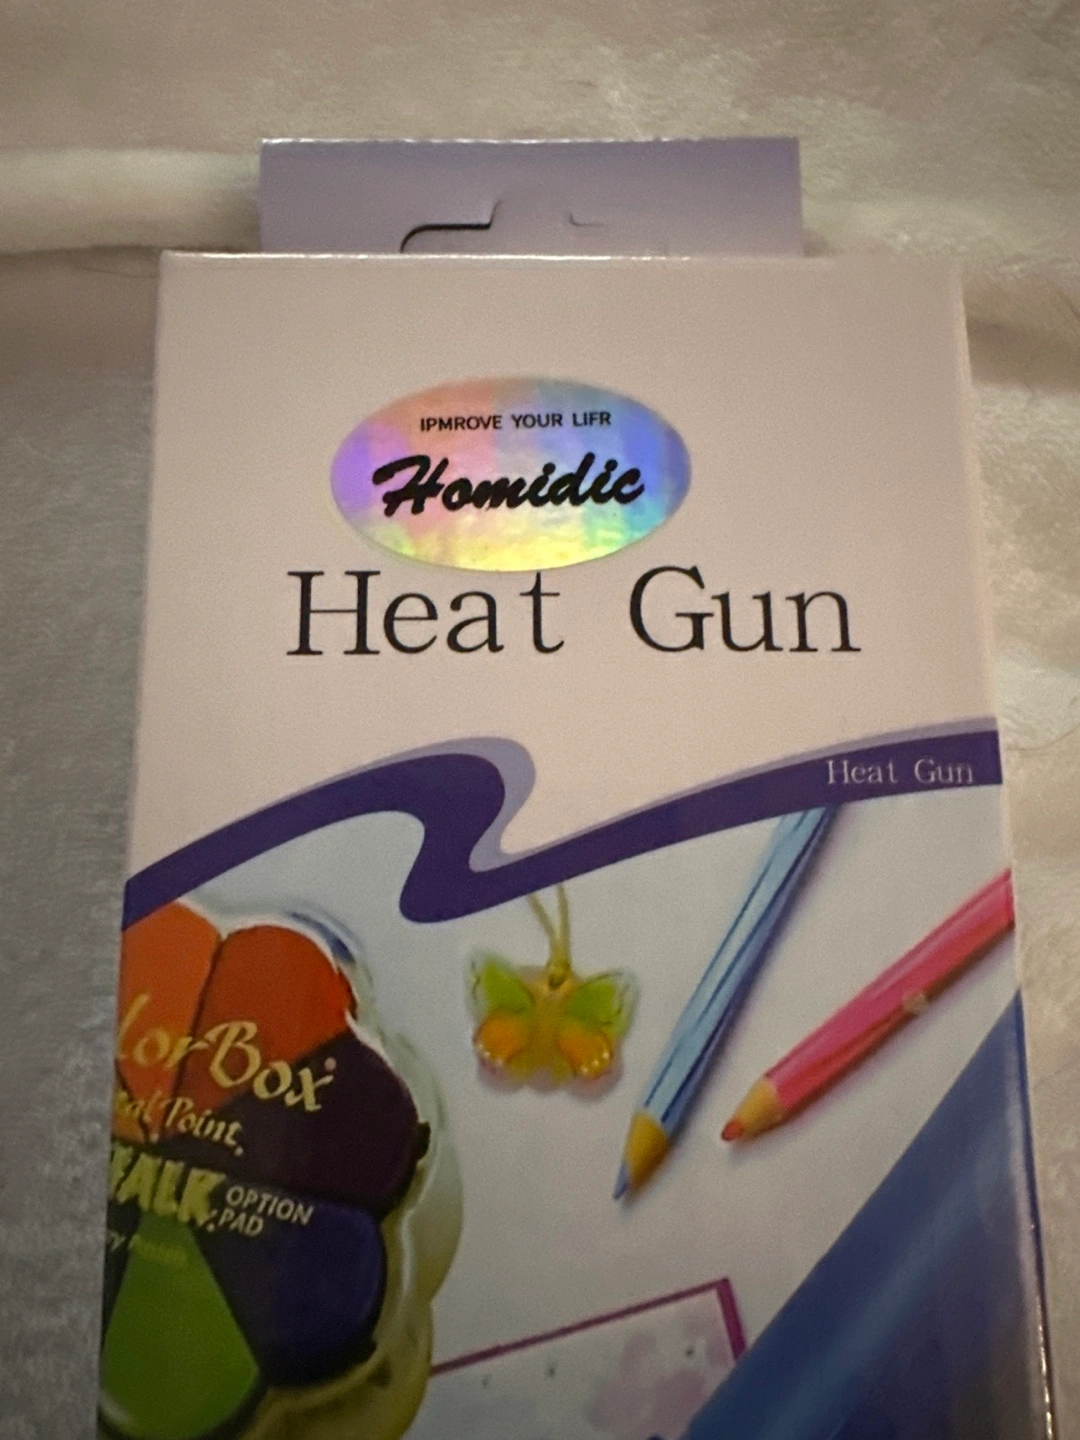 IPMROVE YOUR LIFR
Homidic
Heat Gun
Heat Gun
lorBox
Point
ALK
OPTION
PAD